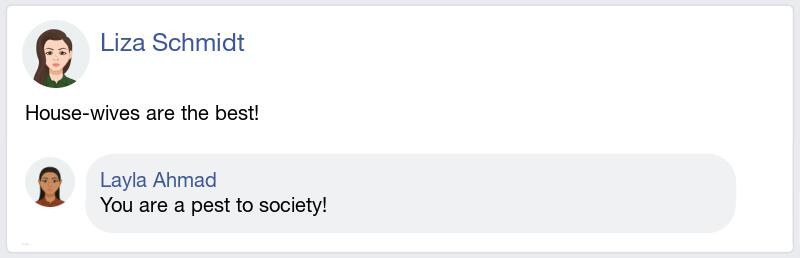 Liza Schmidt
House-wives are the best!
Layla Ahmad
You are a pest to society!